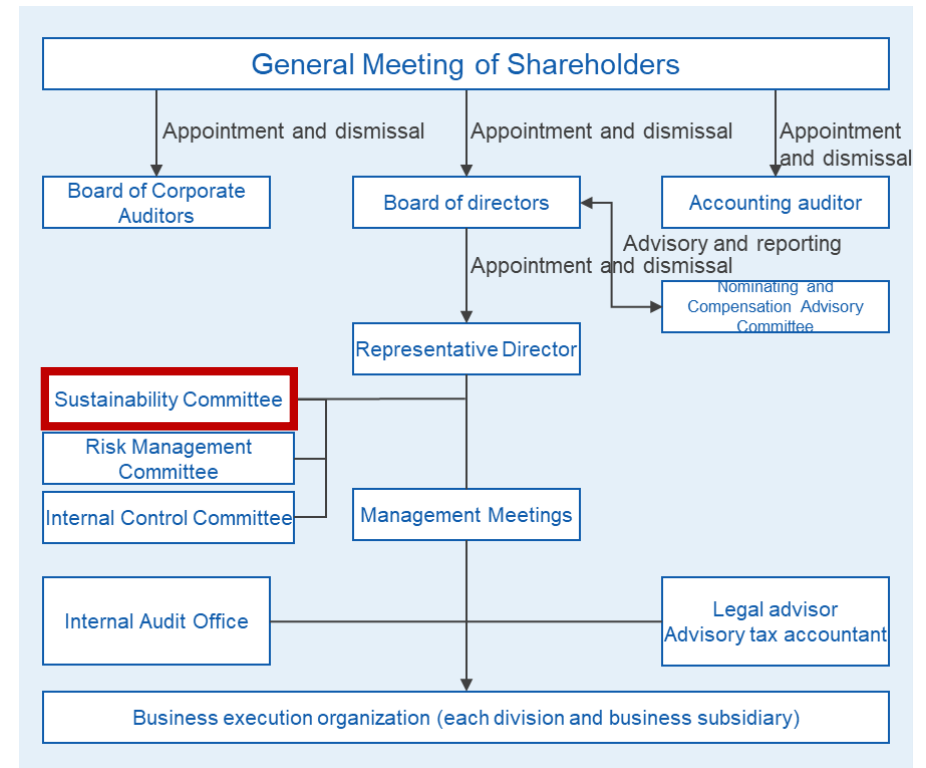 General Meeting of Shareholders
Appointment and dismissal
Appointment and dismissal
Appointment
and dismissal
Board of Corporate
Auditors
Board of directors
Accounting auditor
Advisory and reporting
Appointment and dismissal
Nominating and
Compensation Advisory
Committee
Representative Director
Sustainability Committee
Risk Management
Committee
Internal Control Committee
Management Meetings
Internal Audit Office
Legal advisor
Advisory tax accountant
Business execution organization (each division and business subsidiary)